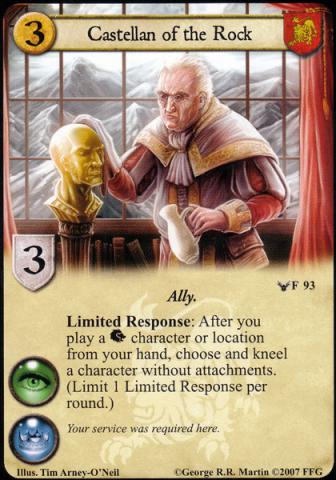 3
Castellan of the Rock
3
F 93
Ally.
Limited Response: After you
play a character or location
from your hand, choose and kneel
a character without attachments.
(Limit 1 Limited Response per
round.)
Your service was required here.
Illus. Tim Arney-O'Neil
©George R.R. Martin ©2007 FFG